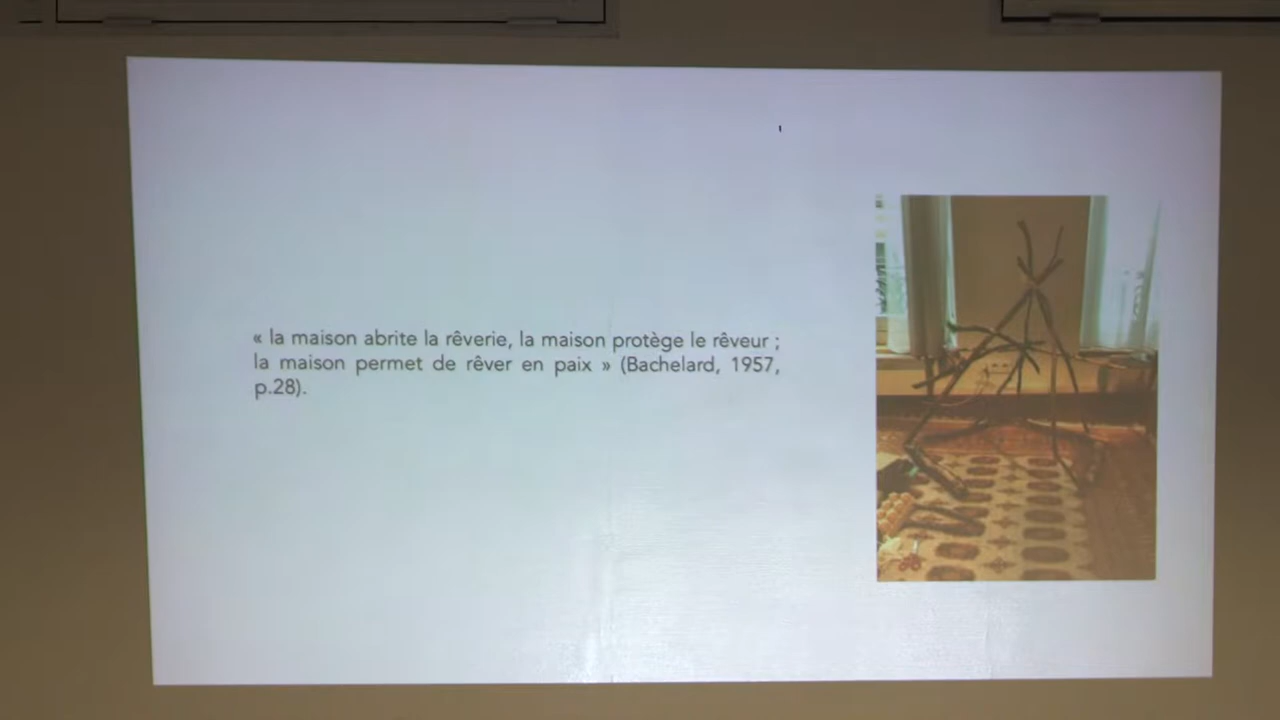 « la maison abrite la rêverie, la maison protège le rêveur ;
la maison permet de rêver en paix » (Bachelard, 1957,
p.28).